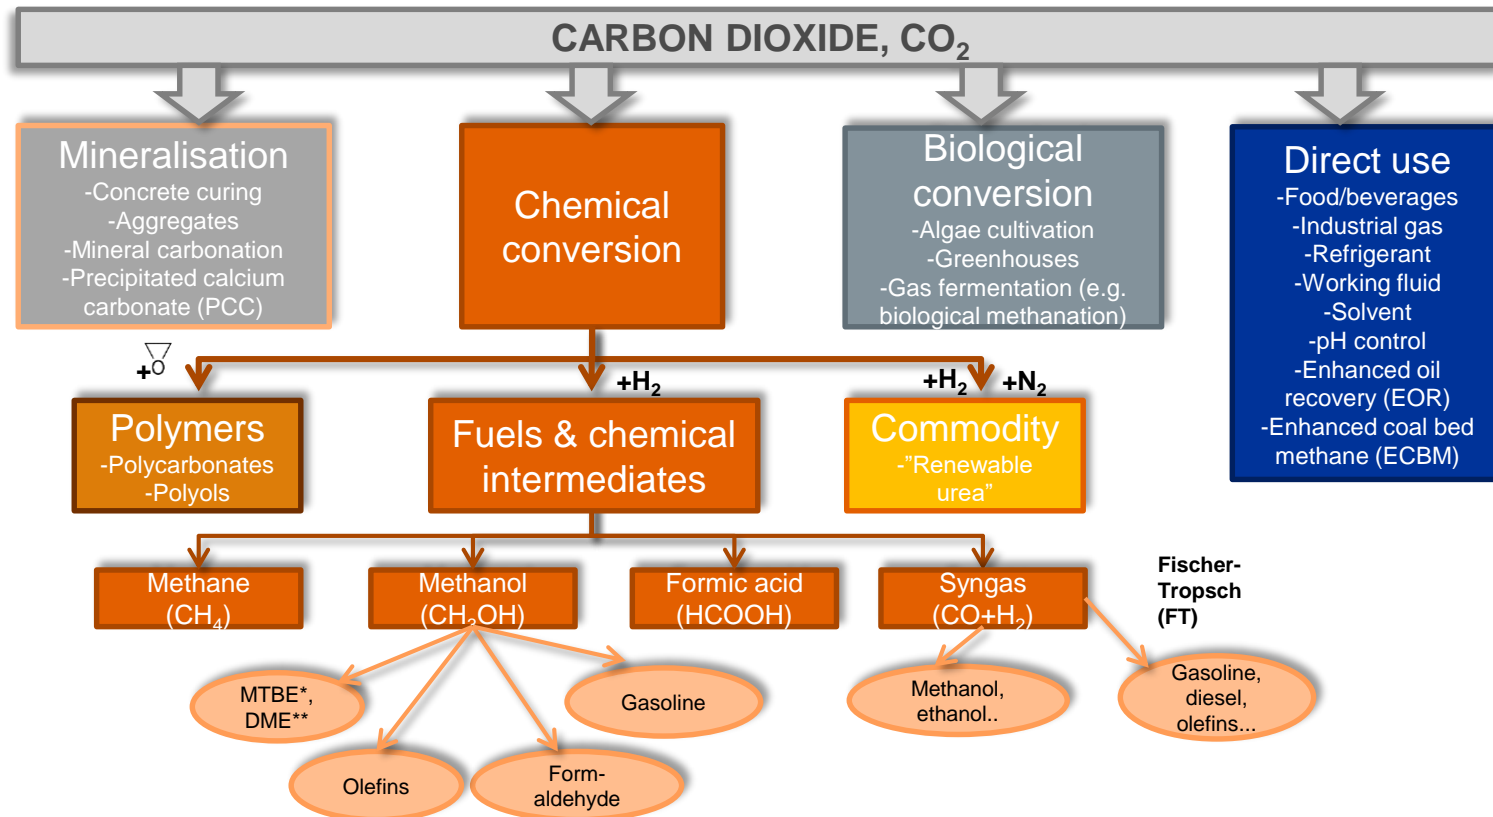 CARBON DIOXIDE, CO₂
Mineralisation
-Concrete curing
-Aggregates
-Mineral carbonation
-Precipitated calcium
carbonate (PCC)
Chemical
conversion
Biological
conversion
-Algae cultivation
-Greenhouses
-Gas fermentation (e.g.
biological methanation)
Direct use
-Food/beverages
-Industrial gas
-Refrigerant
-Working fluid
-Solvent
-pH control
-Enhanced oil
recovery (EOR)
-Enhanced coal bed
methane (ECBM)
+O
+H₂
+H₂ +N₂
Polymers
-Polycarbonates
-Polyols
Fuels & chemical
intermediates
Commodity
-”Renewable
urea”
Methane
(CH₄)
Methanol
(CH₃OH)
Formic acid
(HCOOH)
Syngas
(CO+H₂)
Fischer-
Tropsch
(FT)
MTBE*,
DME**
Olefins
Form-
aldehyde
Gasoline
Methanol,
ethanol..
Gasoline,
diesel,
olefins...